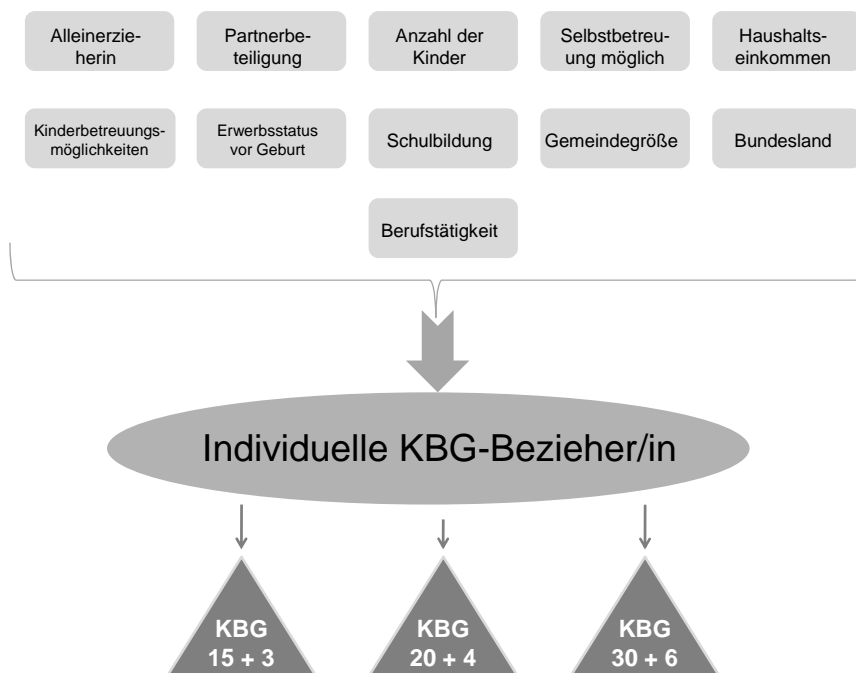 Alleinerzie-
herin
Partnerbe-
teiligung
Anzahl der
Kinder
Selbstbetreu-
ung möglich
Haushalts-
einkommen
Kinderbetreuungs-
möglichkeiten
Erwerbsstatus
vor Geburt
Schulbildung
Gemeindegröße
Bundesland
Berufstätigkeit
Individuelle KBG-Bezieher/in
KBG
15 + 3
KBG
20 + 4
KBG
30 + 6